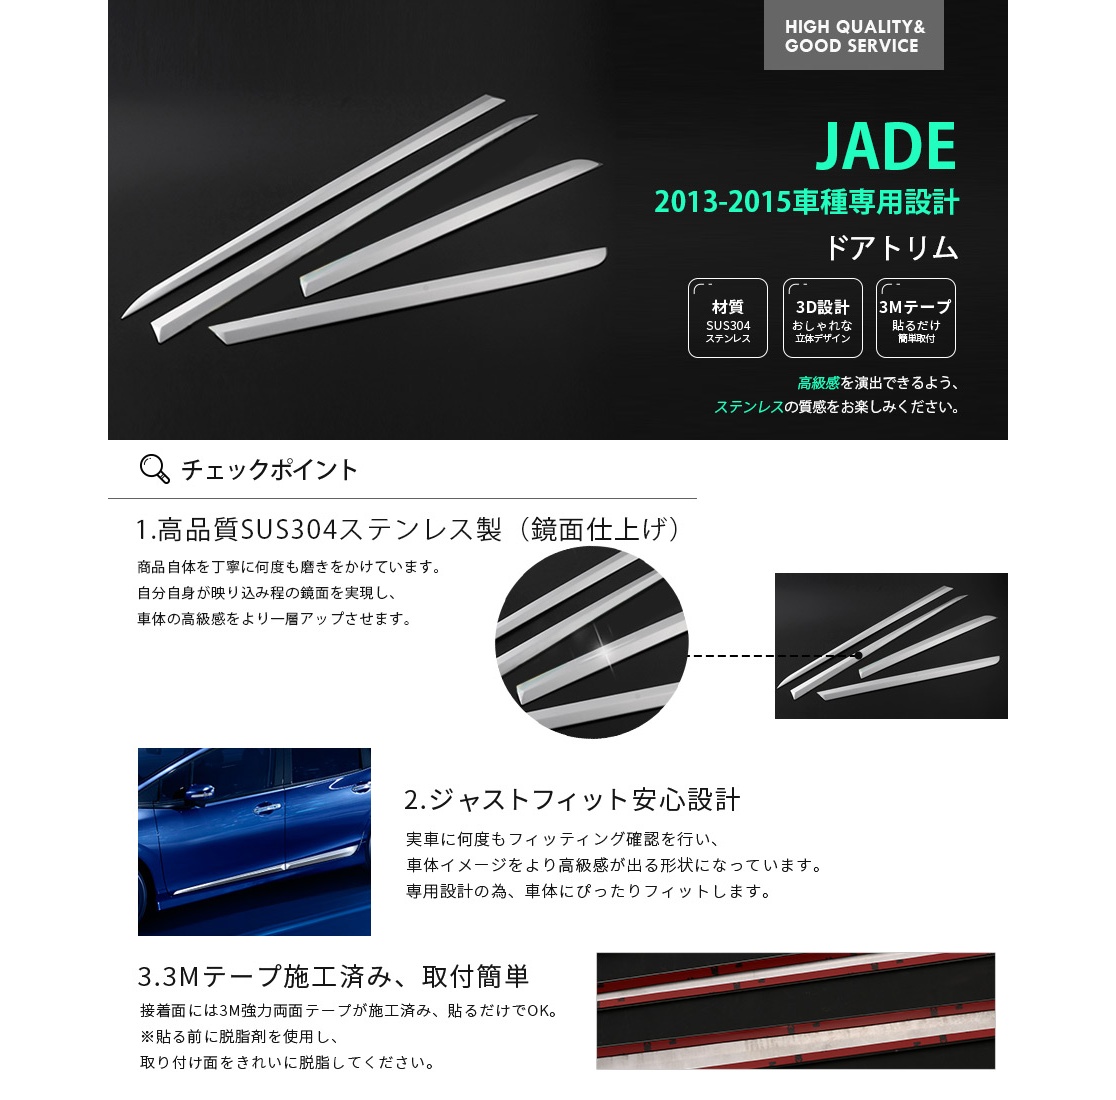 HIGH QUALITY&
GOOD SERVICE
JADE
2013-2015車種専用設計
ドアトリム
材質
SUS304
ステンレス
3D設計
おしゃれな
立体デザイン
3Mテープ
貼るだけ
簡単取付
高級感を演出できるよう、
ステンレスの質感をお楽しみください。
チェックポイント
1.高品質SUS304ステンレス製（鏡面仕上げ）
商品自体を丁寧に何度も磨きをかけています。
自分自身が映り込み程の鏡面を実現し、
車体の高級感をより一層アップさせます。
2.ジャストフィット安心設計
実車に何度もフィッティング確認を行い、
車体イメージをより高級感が出る形状になっています。
専用設計の為、車体にぴったりフィットします。
3.3Mテープ施工済み、取付簡単
接着面には3M強力両面テープが施工済み、貼るだけでOK。
※貼る前に脱脂剤を使用し、
取り付け面をきれいに脱脂してください。